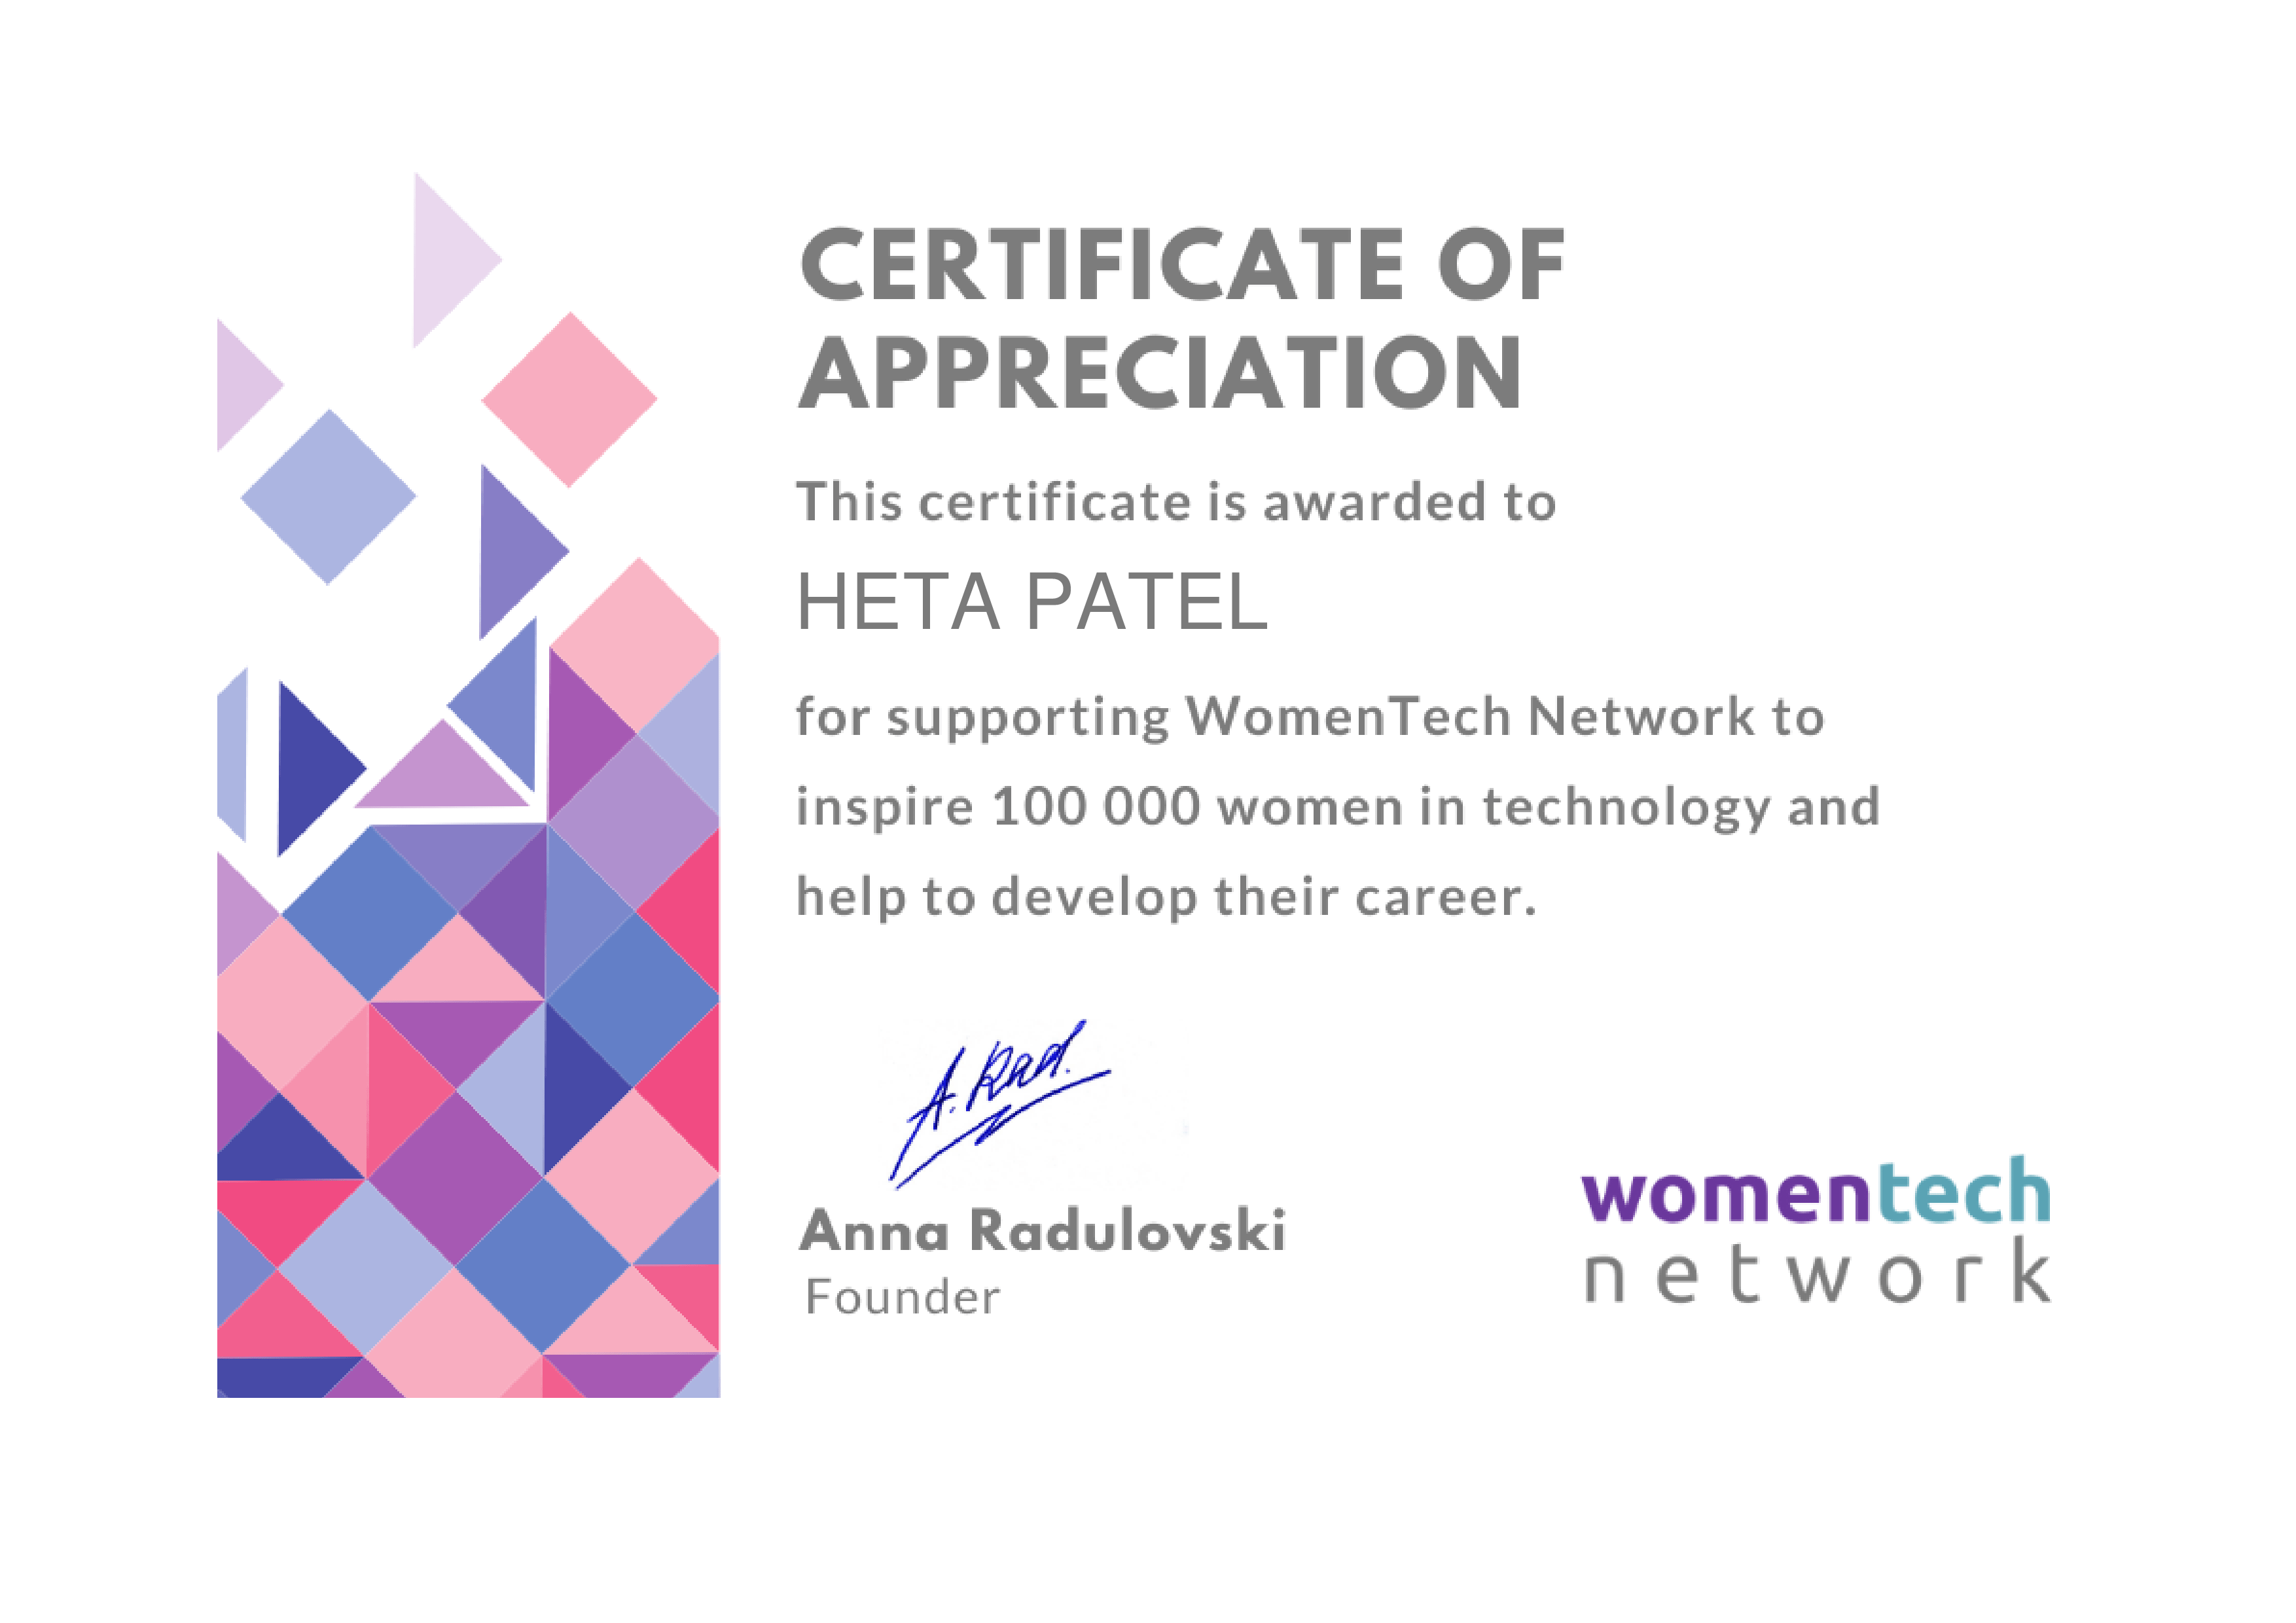 CERTIFICATE OF
APPRECIATION
This certificate is awarded to
HETA PATEL
for supporting WomenTech Network to
inspire 100 000 women in technology and
help to develop their career.
A. Rad.
Anna Radulovski
Founder
womentech
network